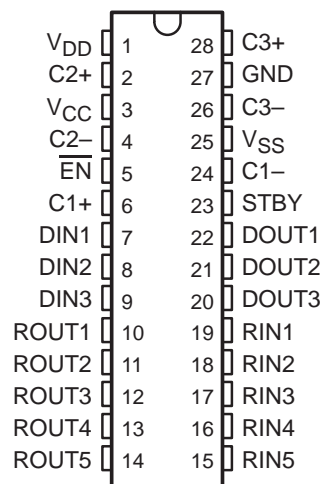 VDD 1 28 C3+
C2+ 2 27 GND
VCC 3 26 C3–
C2– 4 25 VSS
EN 5 24 C1–
C1+ 6 23 STBY
DIN1 7 22 DOUT1
DIN2 8 21 DOUT2
DIN3 9 20 DOUT3
ROUT1 10 19 RIN1
ROUT2 11 18 RIN2
ROUT3 12 17 RIN3
ROUT4 13 16 RIN4
ROUT5 14 15 RIN5